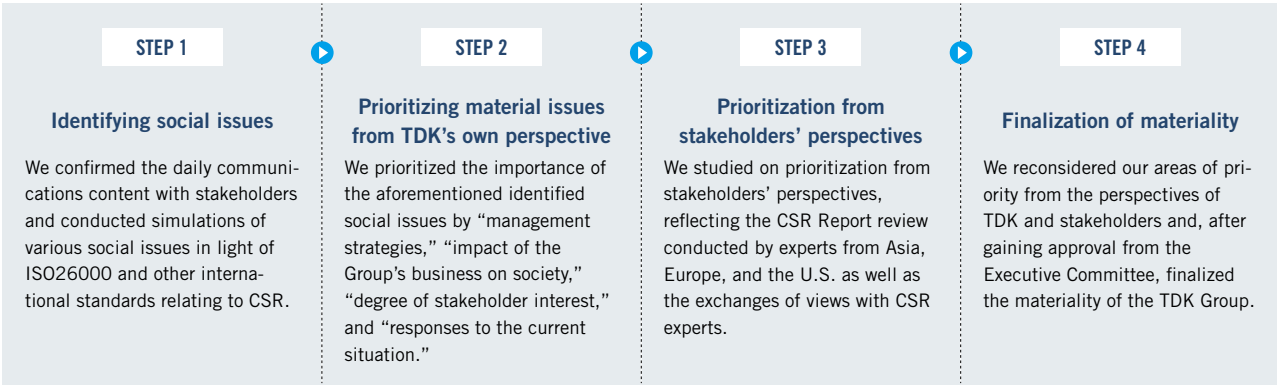 STEP 1
Identifying social issues
We confirmed the daily communi-
cations content with stakeholders
and conducted simulations of
various social issues in light of
ISO26000 and other interna-
tional standards relating to CSR.
STEP 2
Prioritizing material issues
from TDK’s own perspective
We prioritized the importance of
the aforementioned identified
social issues by “management
strategies,” “impact of the
Group’s business on society,”
“degree of stakeholder interest,”
and “responses to the current
situation.”
STEP 3
Prioritization from
stakeholders’ perspectives
We studied on prioritization from
stakeholders’ perspectives,
reflecting the CSR Report review
conducted by experts from Asia,
Europe, and the U.S. as well as
the exchanges of views with CSR
experts.
STEP 4
Finalization of materiality
We reconsidered our areas of pri-
ority from the perspectives of
TDK and stakeholders and, after
gaining approval from the
Executive Committee, finalized
the materiality of the TDK Group.